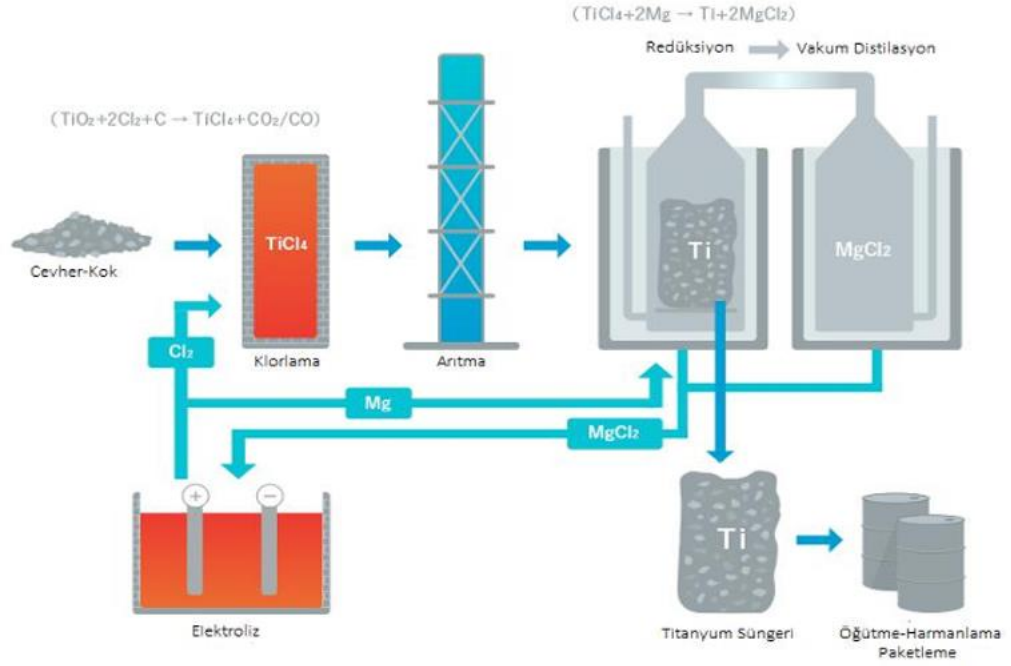 (TiCl₄+2Mg → Ti+2MgCl₂)
Redüksiyon
Vakum Distilasyon
(TiO₂+2Cl₂+C → TiCl₄+CO₂/CO)
TiCl₄
Ti
MgCl₂
Cevher-Kok
Cl₂
Klorlama
Arıtma
Mg
MgCl₂
+
−
Ti
Elektroliz
Titanyum Süngeri
Öğütme-Harmanlama
Paketleme